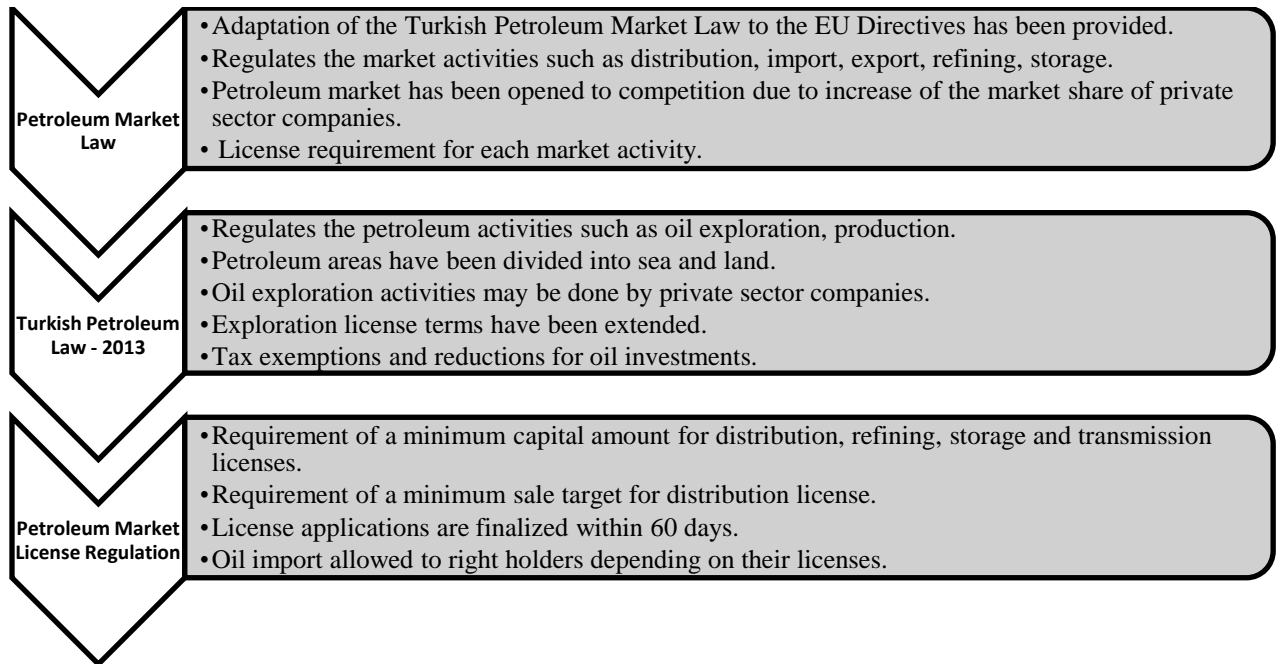 Petroleum Market
Law
•Adaptation of the Turkish Petroleum Market Law to the EU Directives has been provided.
•Regulates the market activities such as distribution, import, export, refining, storage.
•Petroleum market has been opened to competition due to increase of the market share of private
sector companies.
• License requirement for each market activity.
Turkish Petroleum
Law - 2013
•Regulates the petroleum activities such as oil exploration, production.
•Petroleum areas have been divided into sea and land.
•Oil exploration activities may be done by private sector companies.
•Exploration license terms have been extended.
•Tax exemptions and reductions for oil investments.
Petroleum Market
License Regulation
•Requirement of a minimum capital amount for distribution, refining, storage and transmission
licenses.
•Requirement of a minimum sale target for distribution license.
•License applications are finalized within 60 days.
•Oil import allowed to right holders depending on their licenses.